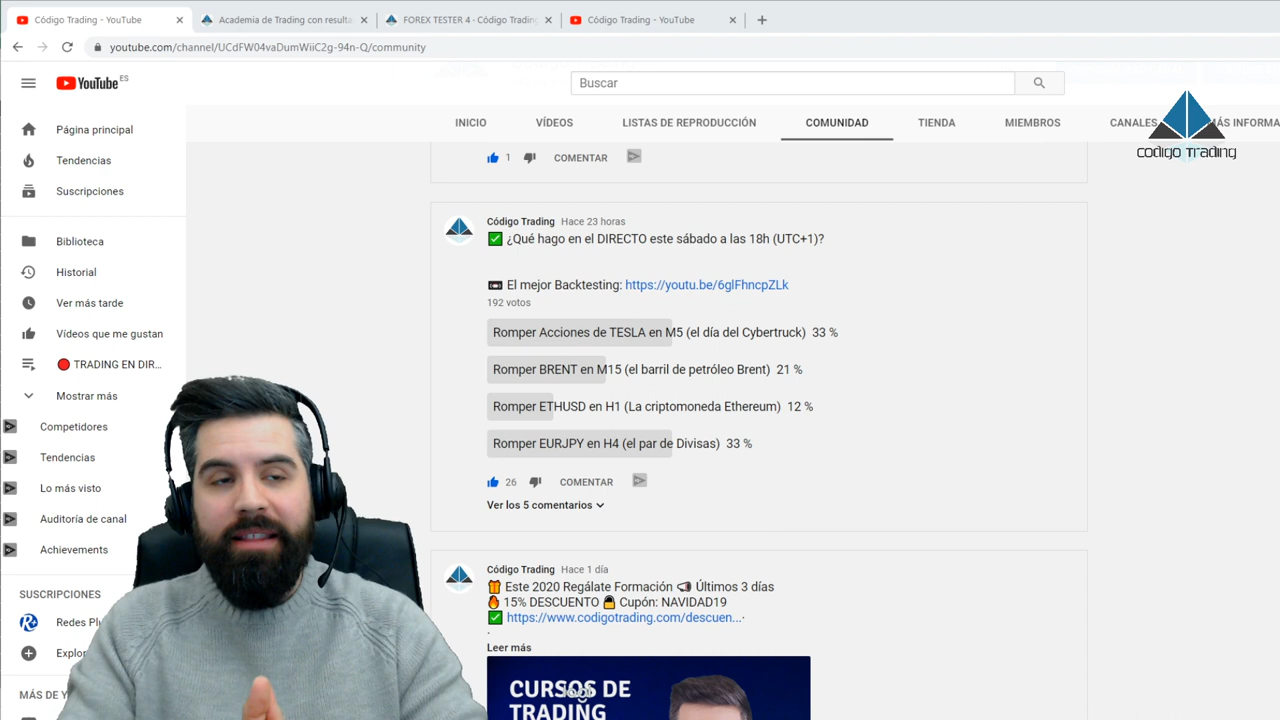 Código Trading - YouTube
Academia de Trading con resulta
FOREX TESTER 4 · Código Trading
Código Trading - YouTube
youtube.com/channel/UCdFW04vaDumWiiC2g-94n-Q/community
YouTube ES
Buscar
Página principal
Tendencias
Suscripciones
Biblioteca
Historial
Ver más tarde
Vídeos que me gustan
TRADING EN DIR...
Mostrar más
Competidores
Tendencias
Lo más visto
Auditoría de canal
Achievements
SUSCRIPCIONES
Redes Pl
Explor
MÁS DE Y
INICIO
VÍDEOS
LISTAS DE REPRODUCCIÓN
COMUNIDAD
TIENDA
MIEMBROS
CANALES
MÁS INFORMA
CODIGO TRADING
1 COMENTAR
Código Trading Hace 23 horas
✅ ¿Qué hago en el DIRECTO este sábado a las 18h (UTC+1)?
📼 El mejor Backtesting: https://youtu.be/6glFhncpZLk
192 votos
Romper Acciones de TESLA en M5 (el día del Cybertruck) 33 %
Romper BRENT en M15 (el barril de petróleo Brent) 21 %
Romper ETHUSD en H1 (La criptomoneda Ethereum) 12 %
Romper EURJPY en H4 (el par de Divisas) 33 %
26 COMENTAR
Ver los 5 comentarios
Código Trading Hace 1 día
🎁 Este 2020 Regálate Formación 📢 Últimos 3 días
🔥 15% DESCUENTO 🔒 Cupón: NAVIDAD19
✅ https://www.codigotrading.com/descuen...·
.
Leer más
CURSOS DE
TRADING